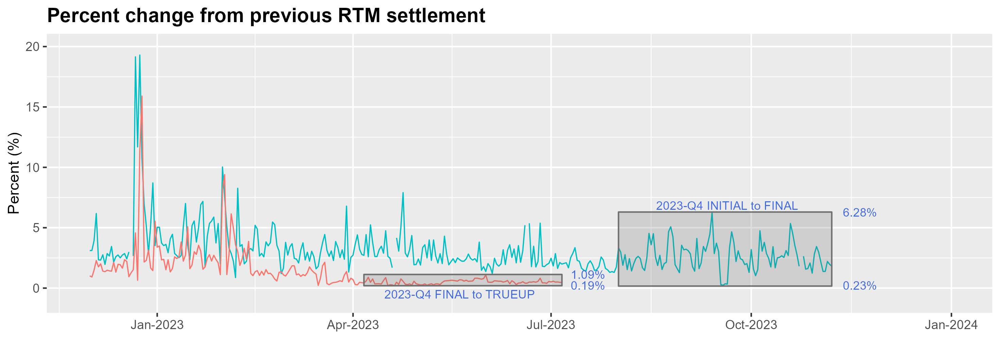 Percent change from previous RTM settlement
Percent (%)
20
15
10
5
0
2023-Q4 INITIAL to FINAL
6.28%
0.23%
1.09%
0.19%
2023-Q4 FINAL to TRUEUP
Jan-2023
Apr-2023
Jul-2023
Oct-2023
Jan-2024